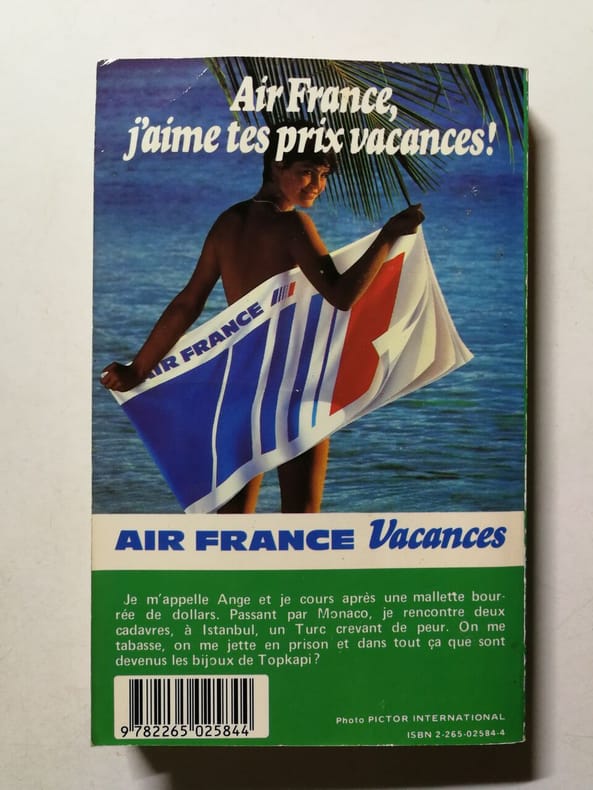 Air France,
j'aime tes prix vacances!
AIR FRANCE
AIR FRANCE Vacances
Je m'appelle Ange et je cours après une mallette bour-
rée de dollars. Passant par Monaco, je rencontre deux
cadavres, à Istanbul, un Turc crevant de peur. On me
tabasse, on me jette en prison et dans tout ça que sont
devenus les bijoux de Topkapi?
9 782265 025844
Photo PICTOR INTERNATIONAL
ISBN 2-265-02584-4